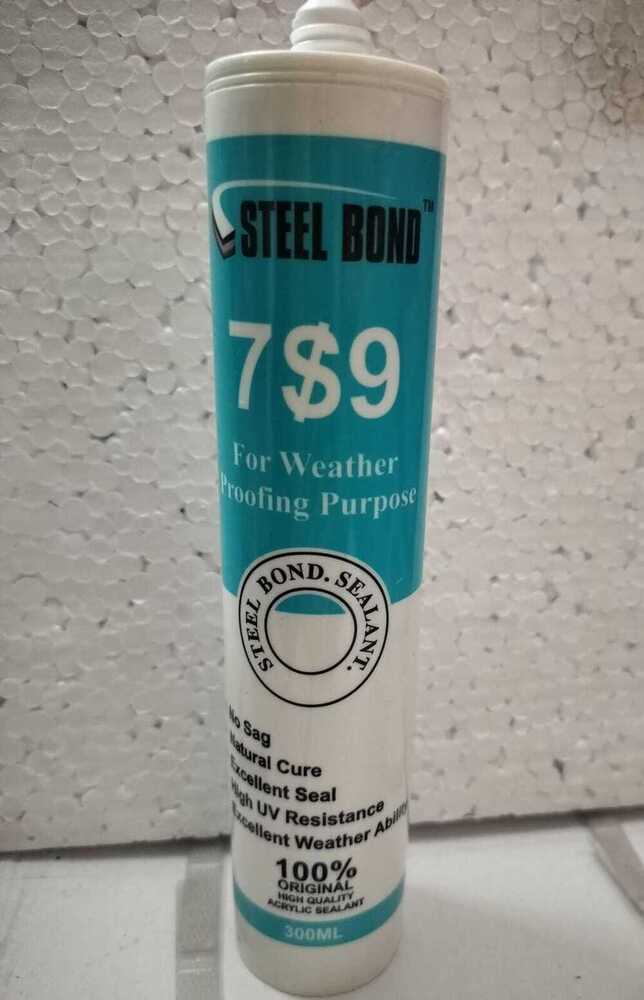 STEEL BOND™
7$9
For Weather
Proofing Purpose
STEEL BOND. SEALANT.
No Sag
Natural Cure
Excellent Seal
High UV Resistance
Excellent Weather Ability
100%
ORIGINAL
HIGH QUALITY
ACRYLIC SEALANT
300ML